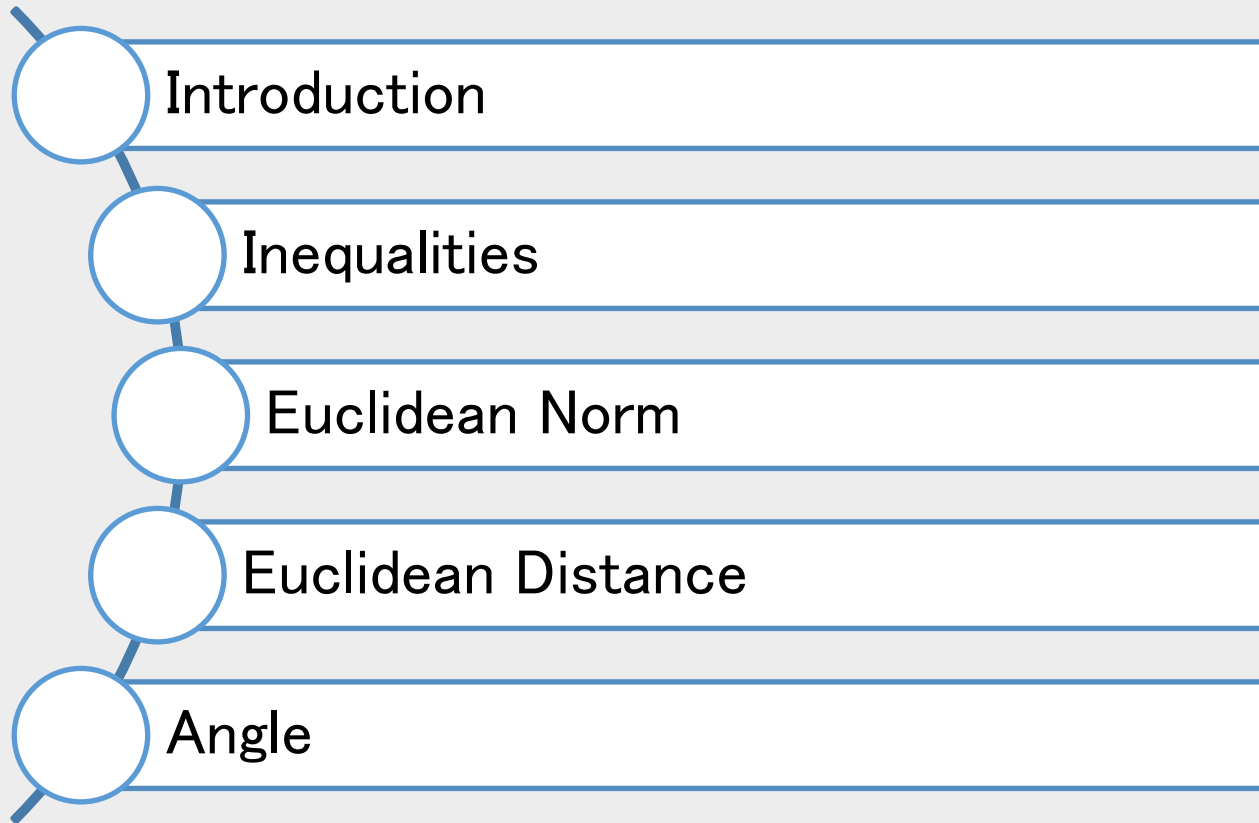 Introduction
Inequalities
Euclidean Norm
Euclidean Distance
Angle